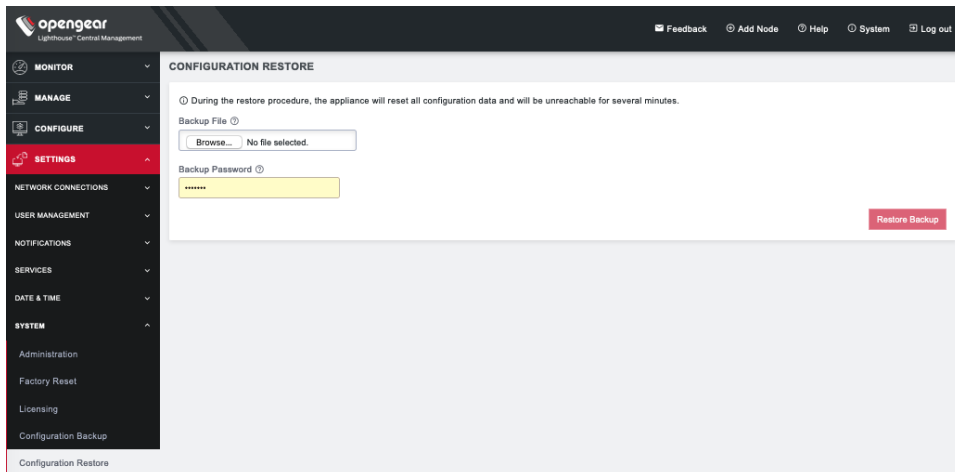 opengear
Lighthouse™ Central Management
Feedback
Add Node
Help
System
Log out
MONITOR
MANAGE
CONFIGURE
SETTINGS
NETWORK CONNECTIONS
USER MANAGEMENT
NOTIFICATIONS
SERVICES
DATE & TIME
SYSTEM
Administration
Factory Reset
Licensing
Configuration Backup
Configuration Restore
CONFIGURATION RESTORE
During the restore procedure, the appliance will reset all configuration data and will be unreachable for several minutes.
Backup File
Browse... No file selected.
Backup Password
•••••••
Restore Backup